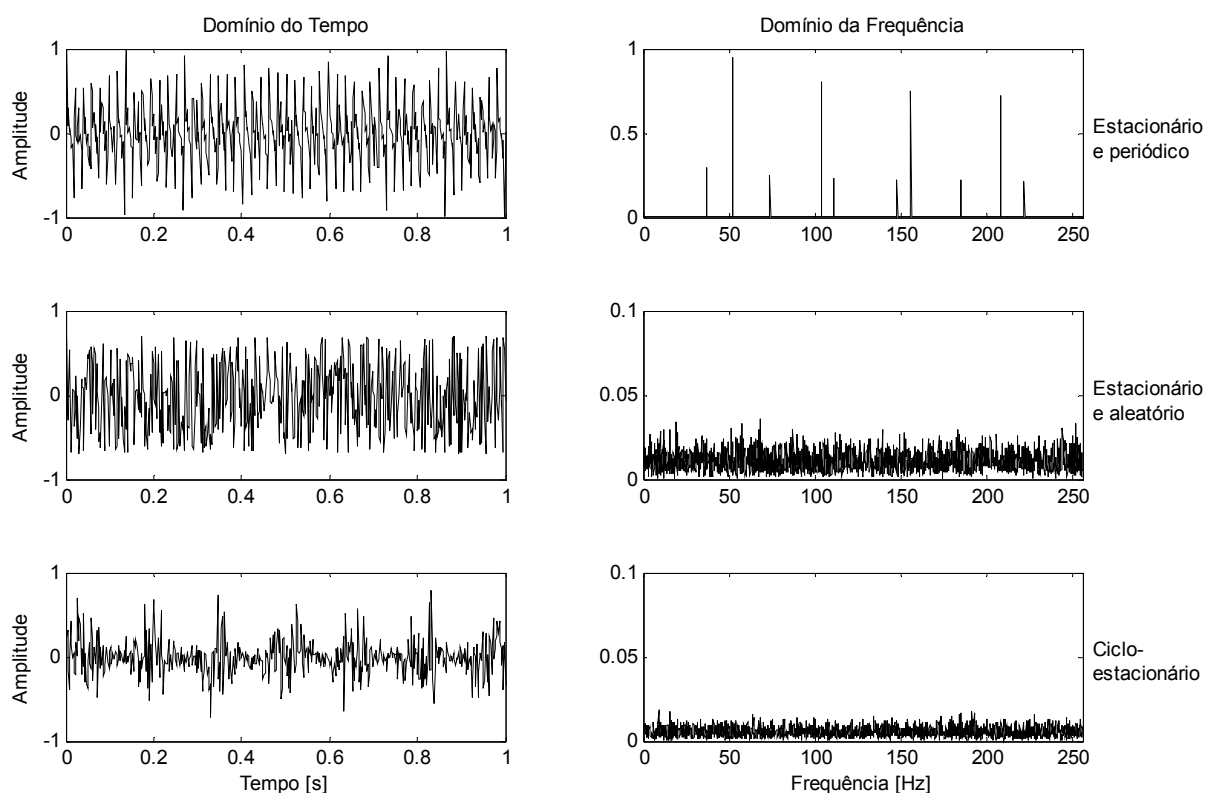 Domínio do Tempo
Domínio da Frequência
Amplitude
1
0
-1
0 0.2 0.4 0.6 0.8 1
1
0.5
0
0 50 100 150 200 250
Estacionário
e periódico
Amplitude
1
0
-1
0 0.2 0.4 0.6 0.8 1
0.1
0.05
0
0 50 100 150 200 250
Estacionário
e aleatório
Amplitude
1
0
-1
0 0.2 0.4 0.6 0.8 1
Tempo [s]
0.1
0.05
0
0 50 100 150 200 250
Frequência [Hz]
Ciclo-
estacionário